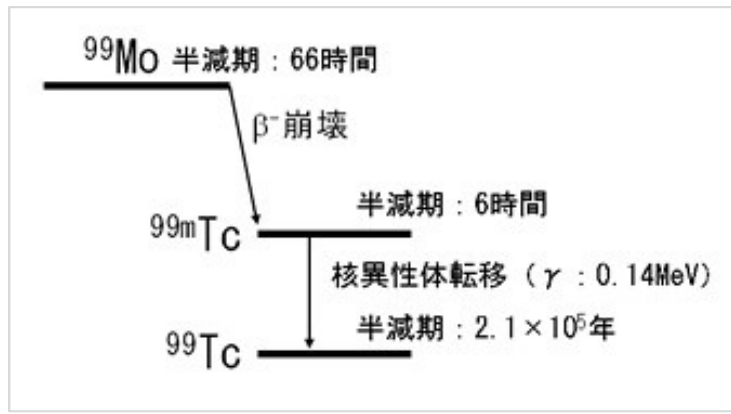 ⁹⁹Mo 半減期：66時間
β⁻崩壊
半減期：6時間
⁹⁹ᵐTc
核異性体転移（γ：0.14MeV）
半減期：2.1×10⁵年
⁹⁹Tc